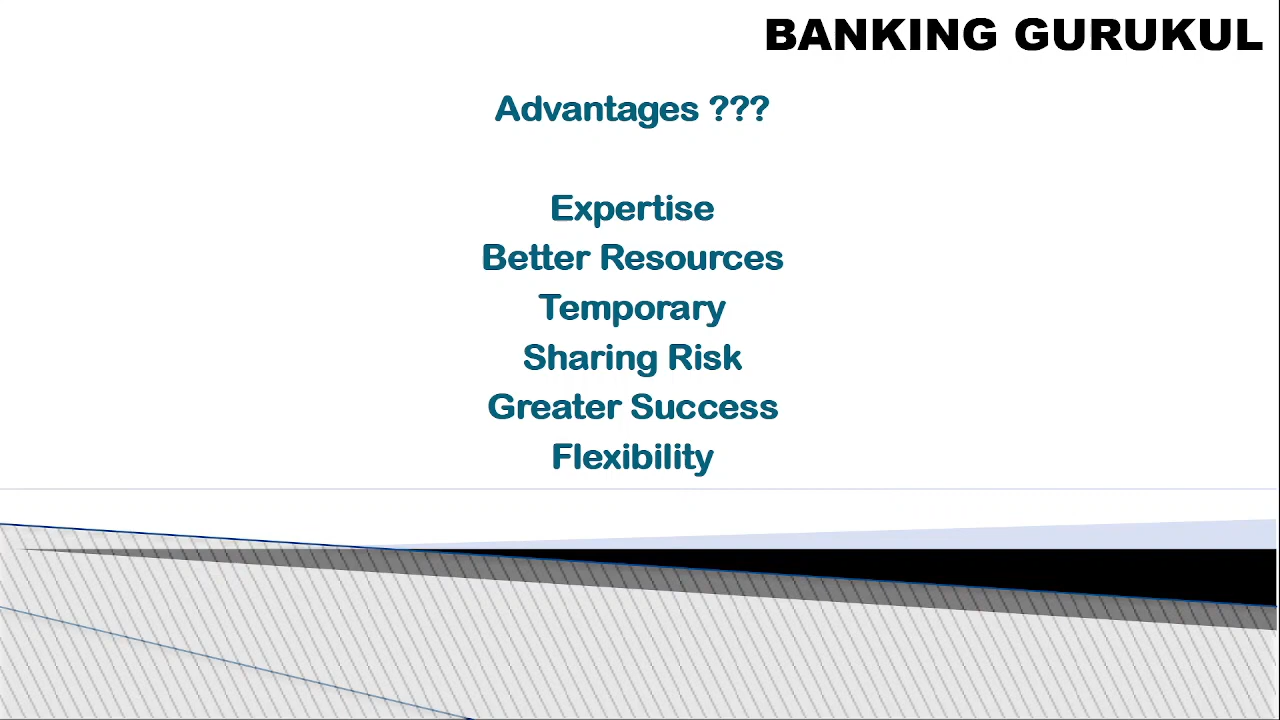 BANKING GURUKUL
Advantages ???
Expertise
Better Resources
Temporary
Sharing Risk
Greater Success
Flexibility